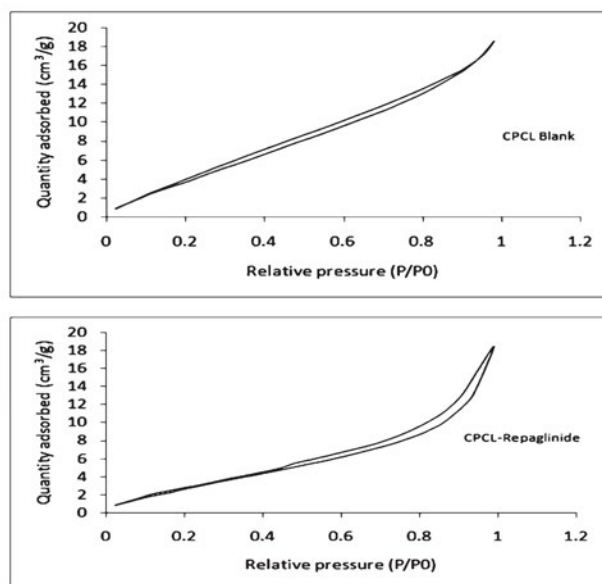 Quantity adsorbed (cm³/g)
20
18
16
14
12
10
8
6
4
2
0
CPCL Blank
0 0.2 0.4 0.6 0.8 1 1.2
Relative pressure (P/P0)
Quantity adsorbed (cm³/g)
20
18
16
14
12
10
8
6
4
2
0
CPCL-Repaglinide
0 0.2 0.4 0.6 0.8 1 1.2
Relative pressure (P/P0)